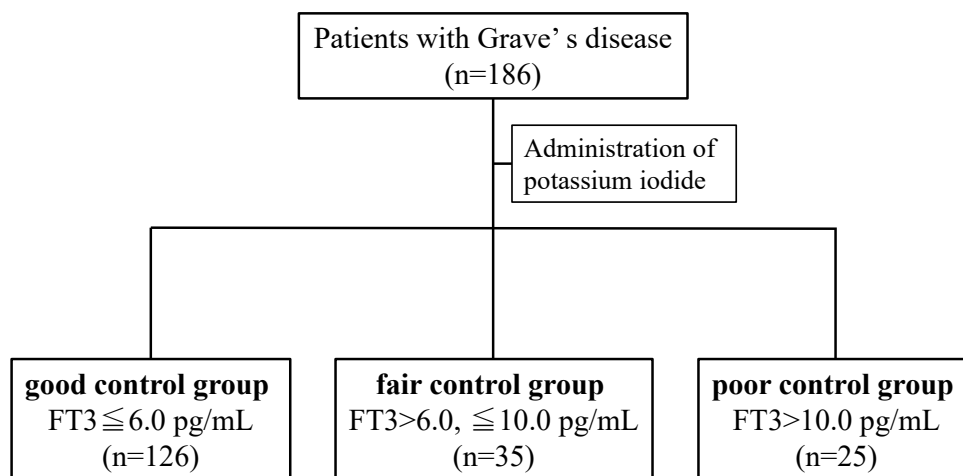 Patients with Grave’ s disease
(n=186)
Administration of
potassium iodide
good control group
FT3≦6.0 pg/mL
(n=126)
fair control group
FT3>6.0, ≦10.0 pg/mL
(n=35)
poor control group
FT3>10.0 pg/mL
(n=25)